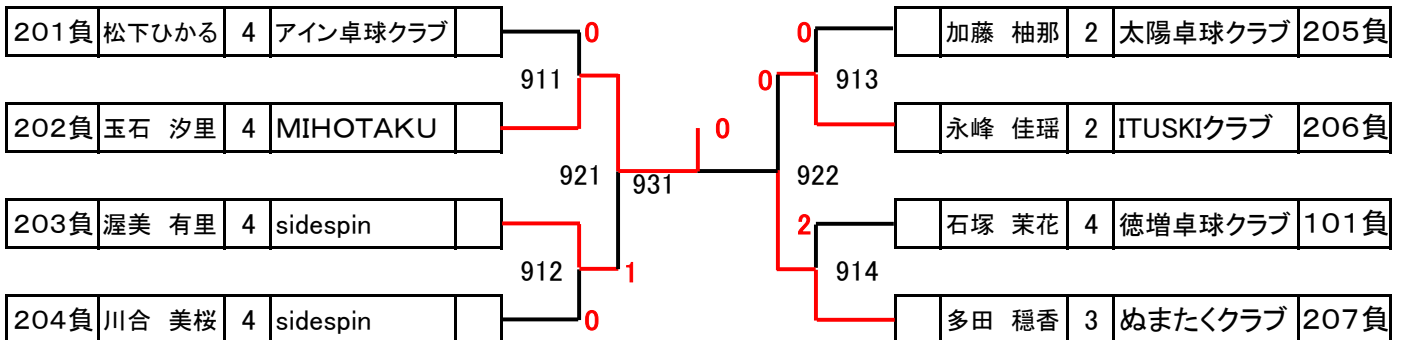 201負 松下ひかる 4 アイン卓球クラブ 0
0 加藤 柚那 2 太陽卓球クラブ 205負
911
0 913
202負 玉石 汐里 4 MIHOTAKU
0
永峰 佳瑶 2 ITUSKIクラブ 206負
921 931 922
203負 渥美 有里 4 sidespin
2 石塚 茉花 4 徳増卓球クラブ 101負
912 1
914
204負 川合 美桜 4 sidespin 0
多田 穏香 3 ぬまたくクラブ 207負